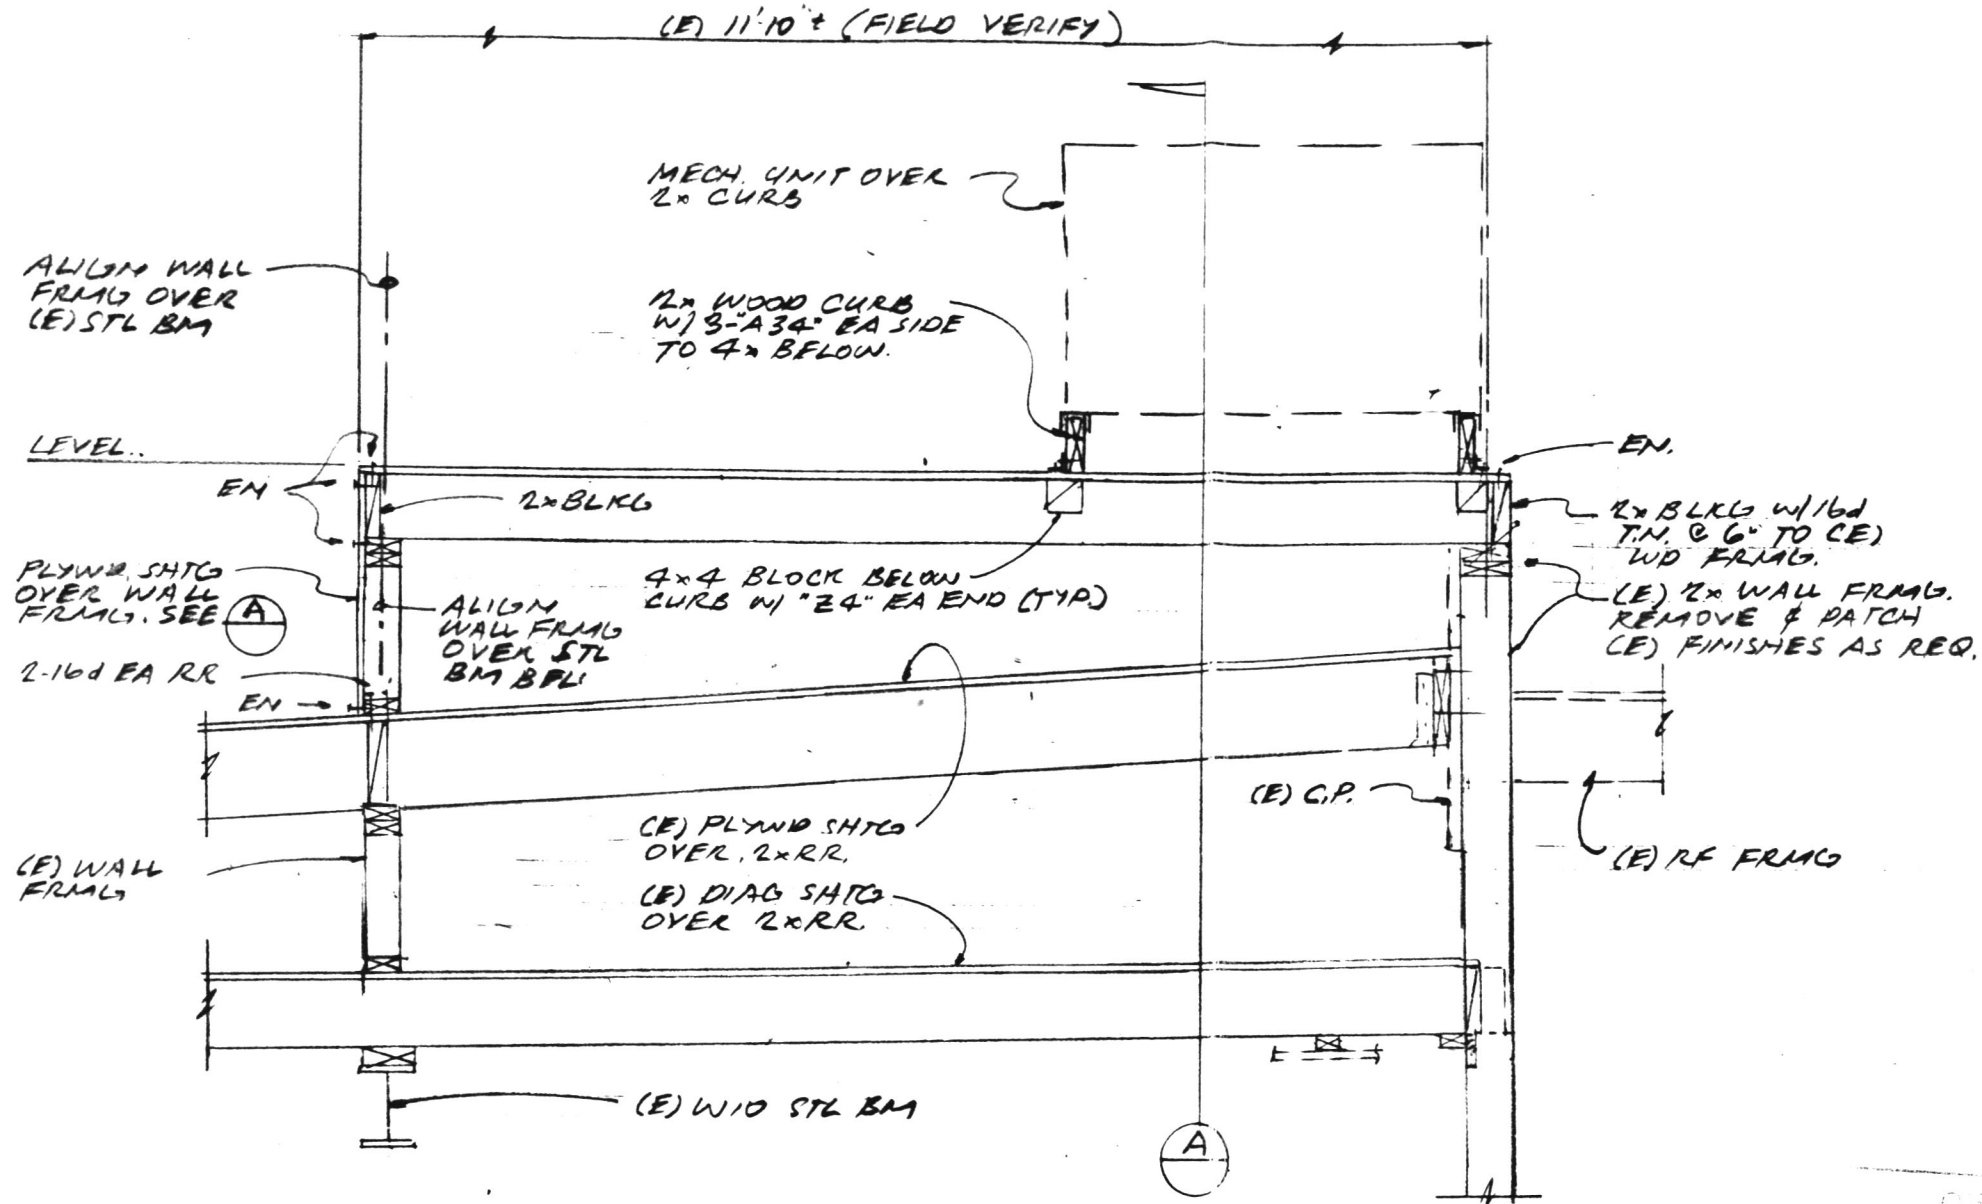 (E) 11'-10"± (FIELD VERIFY)
MECH. UNIT OVER
2x CURB
ALIGN WALL
FRMG OVER
(E) STL BM
2x WOOD CURB
W/ 3-"A34" EA SIDE
TO 4x BELOW.
LEVEL..
EN.
EN
2x BLKG
2x BLKG W/16d
T.N. @ 6" TO (E)
WD FRMG.
PLYWD. SHTG
OVER WALL
FRMG. SEE
A
4x4 BLOCK BELOW
CURB W/ "Z4" EA END (TYP.)
ALIGN
WALL FRMG
OVER STL
BM BEL.
(E) 2x WALL FRMG.
REMOVE & PATCH
(E) FINISHES AS REQ.
2-16d EA RR
EN
(E) C.P.
(E) PLYWD SHTG
OVER 2xRR.
(E) RF FRMG
(E) WALL
FRMG
(E) DIAG SHTG
OVER 2xRR.
(E) W10 STL BM
A